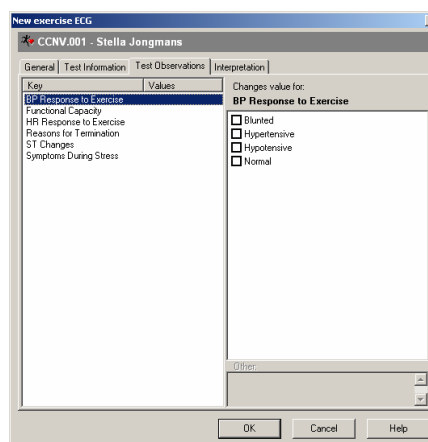 New exercise ECG
CCNV.001 - Stella Jongmans
General Test Information Test Observations Interpretation
Key Values
BP Response to Exercise
Functional Capacity
HR Response to Exercise
Reasons for Termination
ST Changes
Symptoms During Stress
Changes value for:
BP Response to Exercise
Blunted
Hypertensive
Hypotensive
Normal
Other:
OK Cancel Help